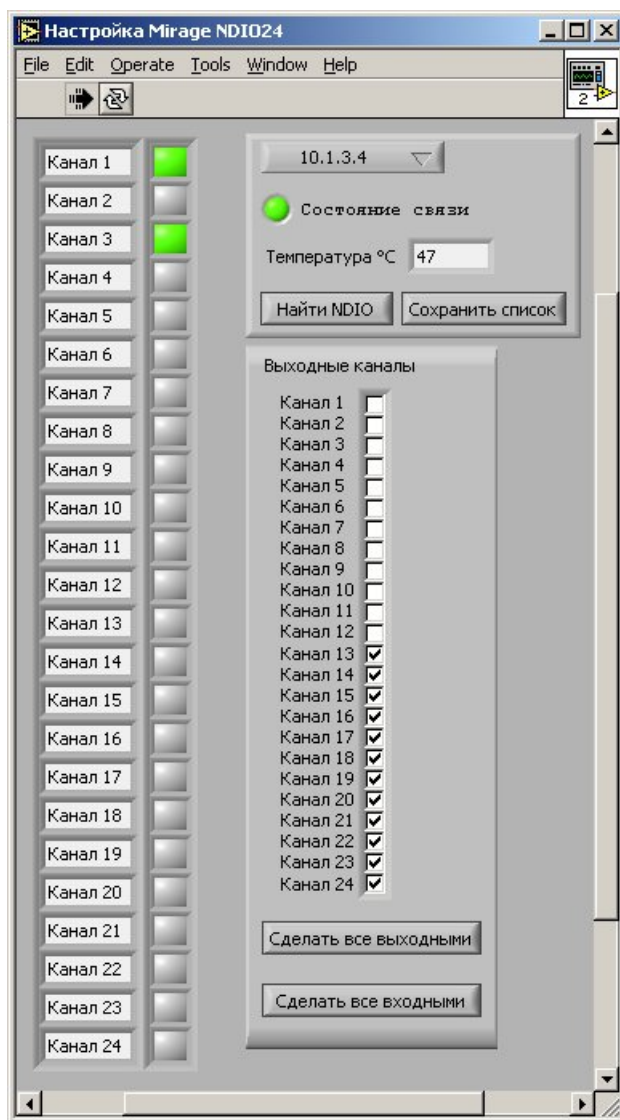 Настройка Mirage NDIO24
File Edit Operate Tools Window Help
2
Канал 1
Канал 2
Канал 3
Канал 4
Канал 5
Канал 6
Канал 7
Канал 8
Канал 9
Канал 10
Канал 11
Канал 12
Канал 13
Канал 14
Канал 15
Канал 16
Канал 17
Канал 18
Канал 19
Канал 20
Канал 21
Канал 22
Канал 23
Канал 24
10.1.3.4
Состояние связи
Температура °C 47
Найти NDIO Сохранить список
Выходные каналы
Канал 1
Канал 2
Канал 3
Канал 4
Канал 5
Канал 6
Канал 7
Канал 8
Канал 9
Канал 10
Канал 11
Канал 12
Канал 13
Канал 14
Канал 15
Канал 16
Канал 17
Канал 18
Канал 19
Канал 20
Канал 21
Канал 22
Канал 23
Канал 24
Сделать все выходными
Сделать все входными